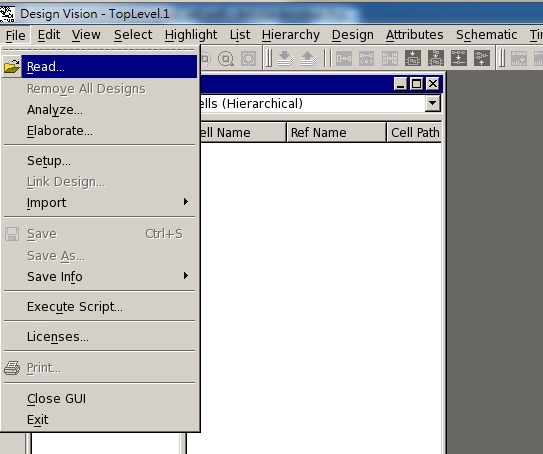 Design Vision - TopLevel.1
File Edit View Select Highlight List Hierarchy Design Attributes Schematic
Read...
Remove All Designs
ells (Hierarchical)
Analyze...
Elaborate...
ell Name Ref Name Cell Path
Setup...
Link Design...
Import
Save Ctrl+S
Save As...
Save Info
Execute Script...
Licenses...
Print...
Close GUI
Exit